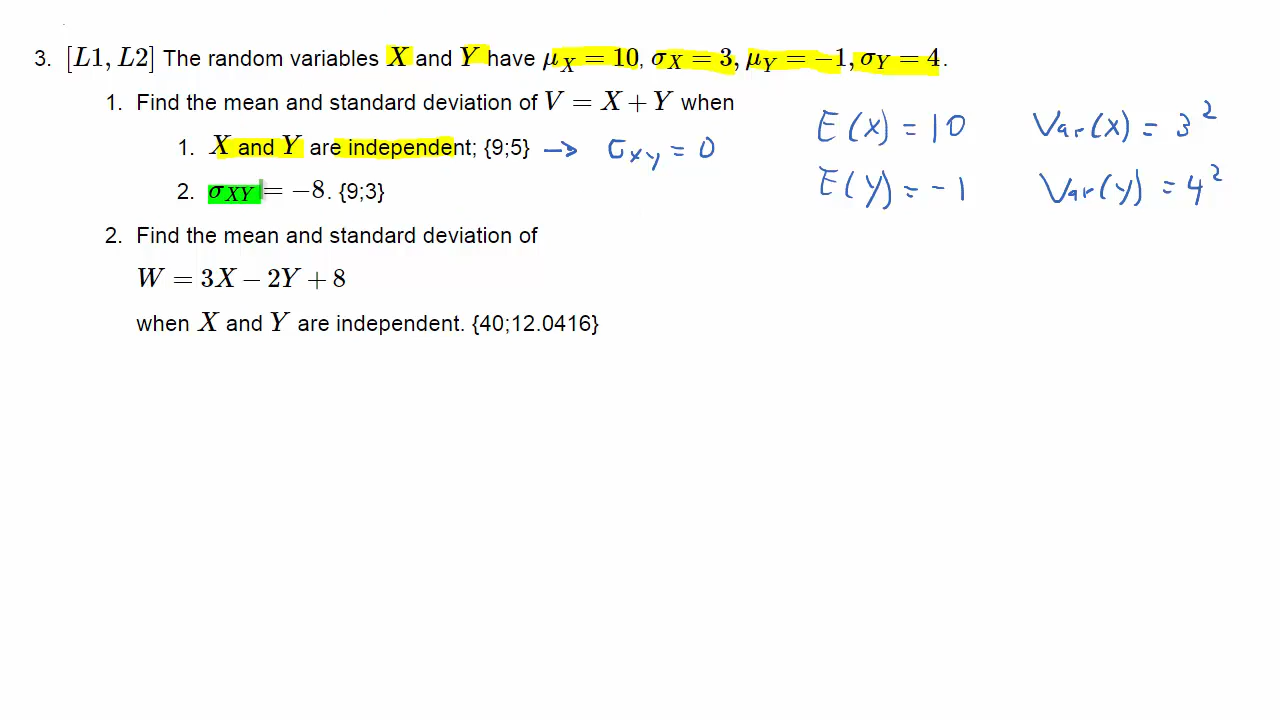 3. [L1, L2] The random variables X and Y have μ_X = 10, σ_X = 3, μ_Y = −1, σ_Y = 4.
1. Find the mean and standard deviation of V = X + Y when
E(X) = 10 Var(X) = 3²
1. X and Y are independent; {9;5} → σ_XY = 0
2. σ_XY = −8. {9;3}
E(Y) = -1 Var(Y) = 4²
2. Find the mean and standard deviation of
W = 3X − 2Y + 8
when X and Y are independent. {40;12.0416}